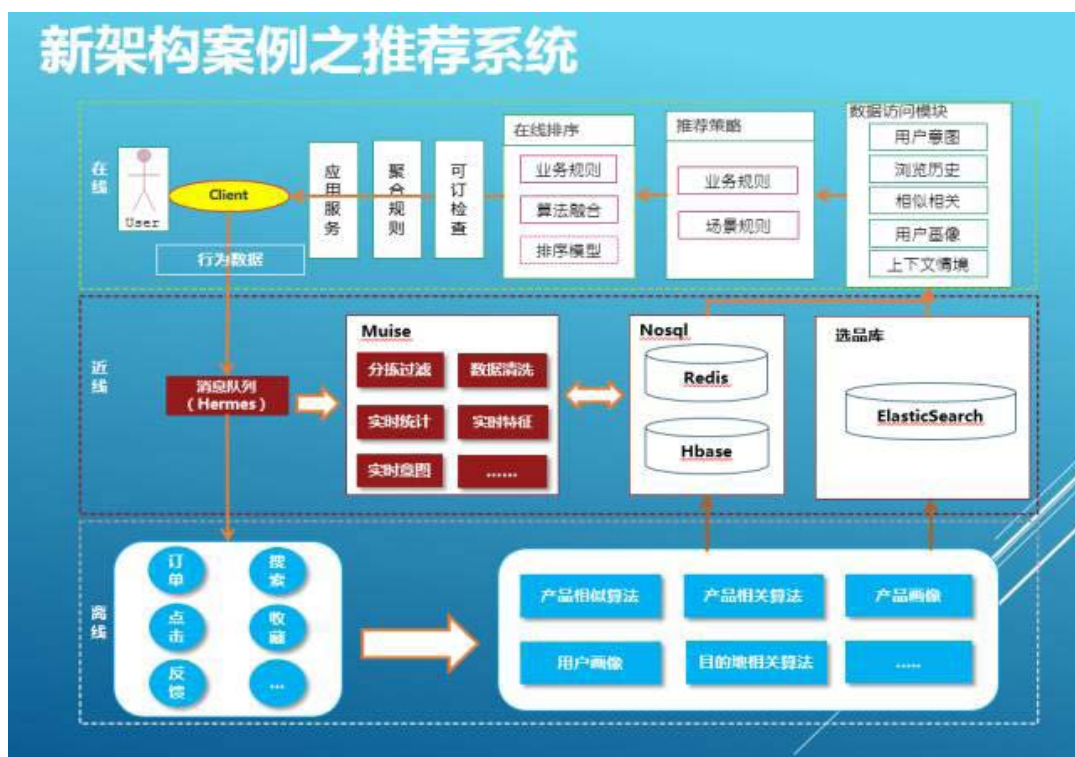 新架构案例之推荐系统
在线
User
Client
行为数据
应用服务
聚合规则
可订检查
在线排序
业务规则
算法融合
排序模型
推荐策略
业务规则
场景规则
数据访问模块
用户意图
浏览历史
相似相关
用户画像
上下文情境
近线
消息队列
（Hermes）
Muise
分拣过滤
数据清洗
实时统计
实时特征
实时意图
......
Nosql
Redis
Hbase
选品库
ElasticSearch
离线
订单
搜索
点击
收藏
反馈
...
产品相似算法
产品相关算法
产品画像
用户画像
目的地相关算法
.....